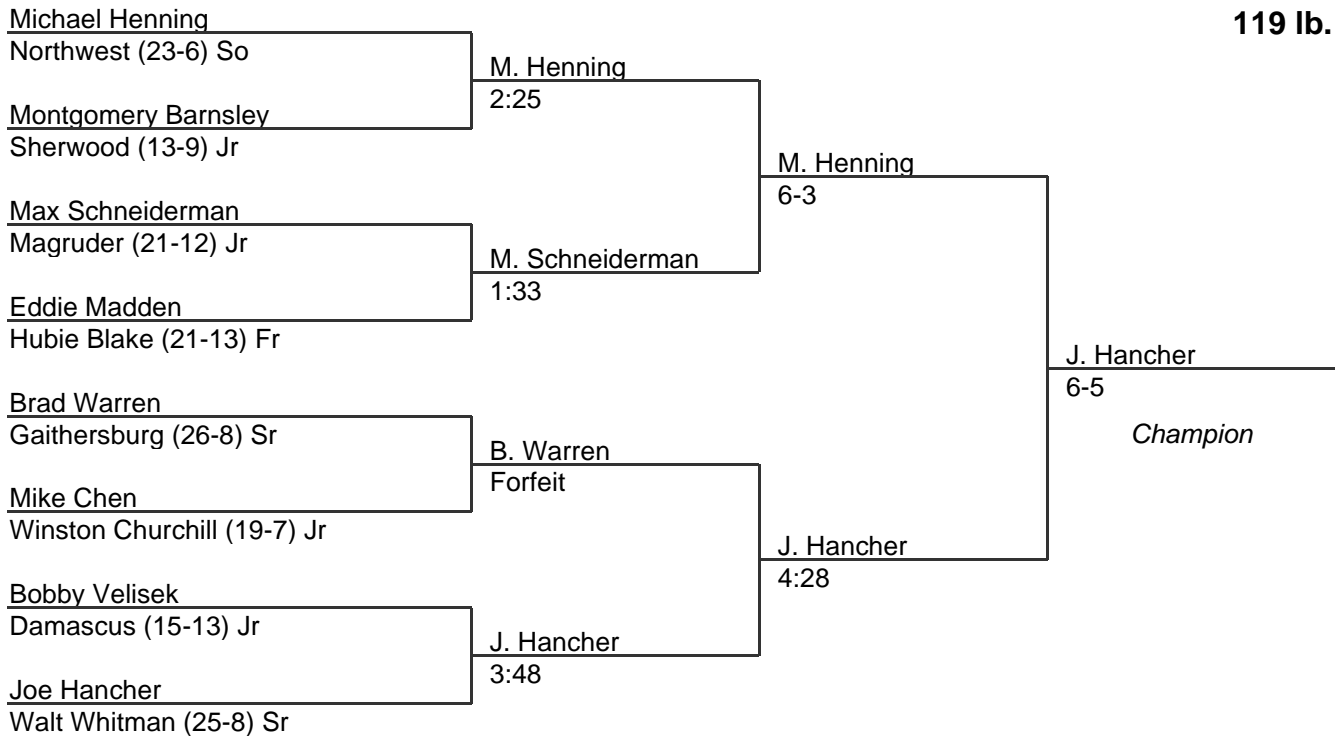 119 lb.
Michael Henning
Northwest (23-6) So
M. Henning
2:25
Montgomery Barnsley
Sherwood (13-9) Jr
M. Henning
6-3
Max Schneiderman
Magruder (21-12) Jr
M. Schneiderman
1:33
Eddie Madden
Hubie Blake (21-13) Fr
J. Hancher
6-5
Champion
Brad Warren
Gaithersburg (26-8) Sr
B. Warren
Forfeit
Mike Chen
Winston Churchill (19-7) Jr
J. Hancher
4:28
Bobby Velisek
Damascus (15-13) Jr
J. Hancher
3:48
Joe Hancher
Walt Whitman (25-8) Sr